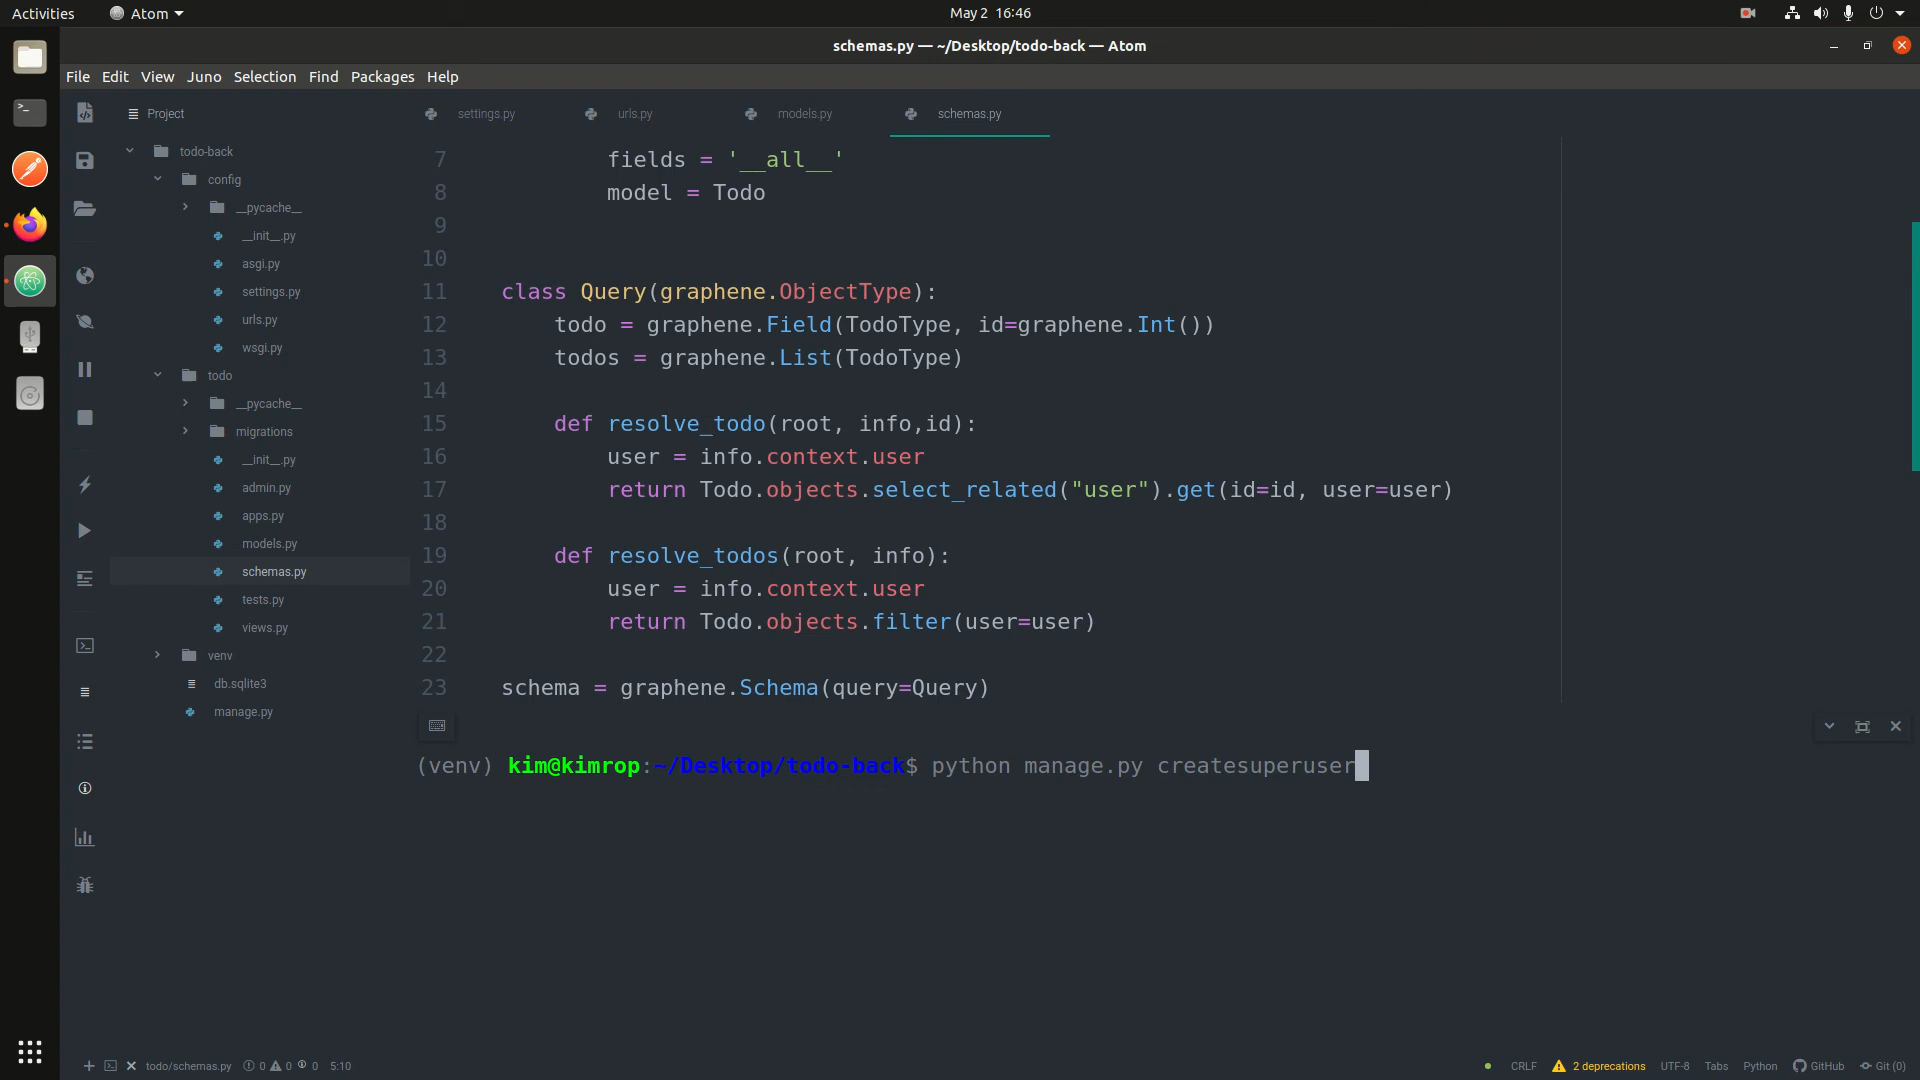 Activities Atom May 2 16:46
schemas.py — ~/Desktop/todo-back — Atom
File Edit View Juno Selection Find Packages Help
Project
settings.py urls.py models.py schemas.py
todo-back
config
__pycache__
__init__.py
asgi.py
settings.py
urls.py
wsgi.py
todo
__pycache__
migrations
__init__.py
admin.py
apps.py
models.py
schemas.py
tests.py
views.py
venv
db.sqlite3
manage.py
7 fields = '__all__'
8 model = Todo
9
10
11 class Query(graphene.ObjectType):
12 todo = graphene.Field(TodoType, id=graphene.Int())
13 todos = graphene.List(TodoType)
14
15 def resolve_todo(root, info,id):
16 user = info.context.user
17 return Todo.objects.select_related("user").get(id=id, user=user)
18
19 def resolve_todos(root, info):
20 user = info.context.user
21 return Todo.objects.filter(user=user)
22
23 schema = graphene.Schema(query=Query)
(venv) kim@kimrop:~/Desktop/todo-back$ python manage.py createsuperuser
todo/schemas.py 0 0 0 5:10 CRLF 2 deprecations UTF-8 Tabs Python GitHub Git (0)